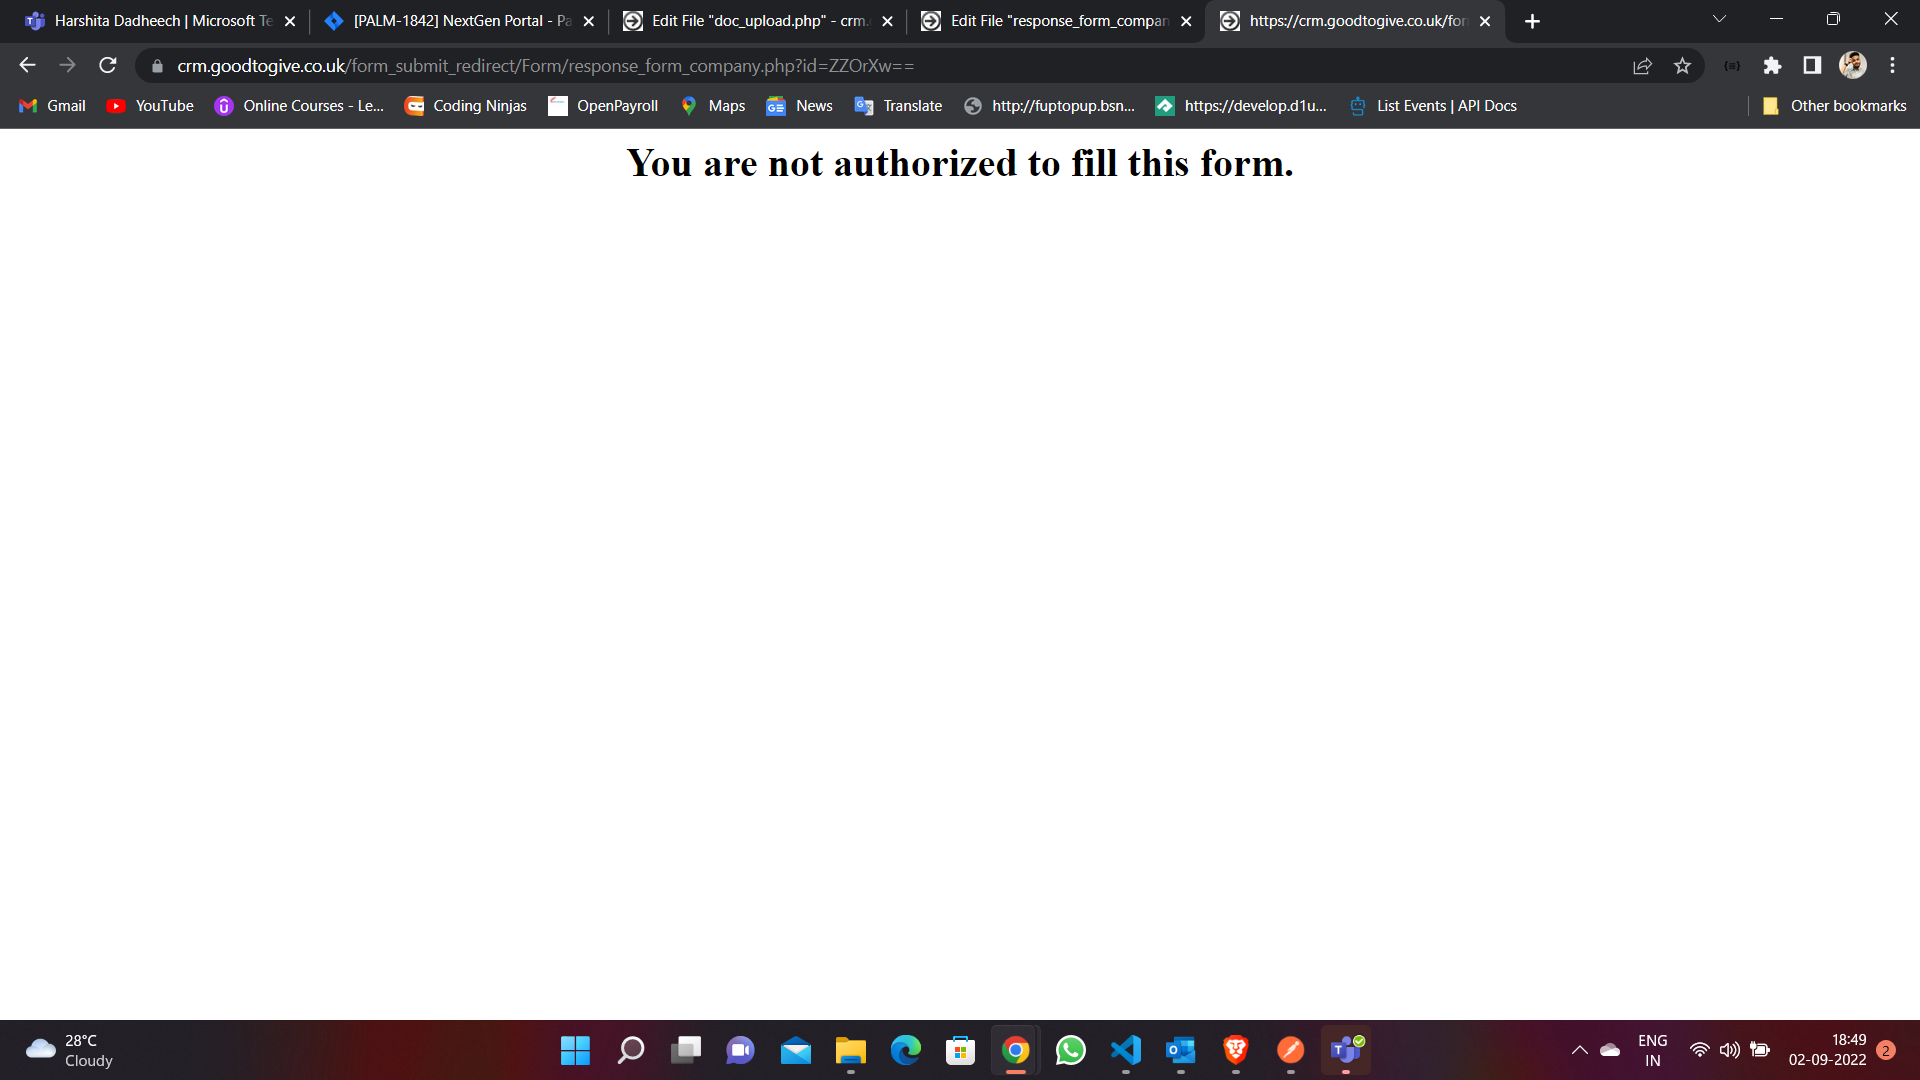 Harshita Dadheech | Microsoft Te
[PALM-1842] NextGen Portal - Pa
Edit File "doc_upload.php" - crm.
Edit File "response_form_compan
https://crm.goodtogive.co.uk/for
crm.goodtogive.co.uk/form_submit_redirect/Form/response_form_company.php?id=ZZOrXw==
Gmail
YouTube
Online Courses - Le...
Coding Ninjas
OpenPayroll
Maps
News
Translate
http://fuptopup.bsn...
https://develop.d1u...
List Events | API Docs
Other bookmarks
You are not authorized to fill this form.
28°C
Cloudy
ENG
IN
18:49
02-09-2022
2